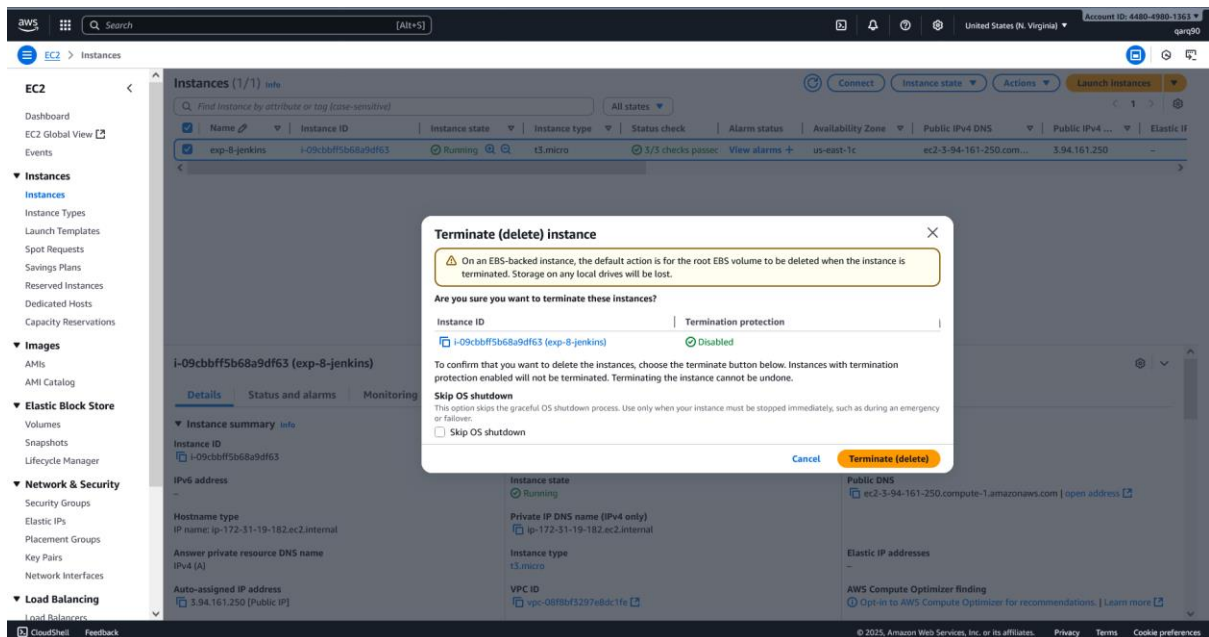 aws
Search
[Alt+S]
United States (N. Virginia)
Account ID: 4480-4980-1363
qarq90
EC2 > Instances
EC2
Dashboard
EC2 Global View
Events
Instances
Instances
Instance Types
Launch Templates
Spot Requests
Savings Plans
Reserved Instances
Dedicated Hosts
Capacity Reservations
Images
AMIs
AMI Catalog
Elastic Block Store
Volumes
Snapshots
Lifecycle Manager
Network & Security
Security Groups
Elastic IPs
Placement Groups
Key Pairs
Network Interfaces
Load Balancing
Load Balancers
Instances (1/1) Info
Connect Instance state Actions Launch instances
Find Instance by attribute or tag (case-sensitive) All states 1
Name Instance ID Instance state Instance type Status check Alarm status Availability Zone Public IPv4 DNS Public IPv4 ... Elastic IP
exp-8-jenkins i-09cbbff5b68a9df63 Running t3.micro 3/3 checks passec View alarms + us-east-1c ec2-3-94-161-250.com... 3.94.161.250 –
Terminate (delete) instance
On an EBS-backed instance, the default action is for the root EBS volume to be deleted when the instance is
terminated. Storage on any local drives will be lost.
Are you sure you want to terminate these instances?
Instance ID Termination protection
i-09cbbff5b68a9df63 (exp-8-jenkins) Disabled
To confirm that you want to delete the instances, choose the terminate button below. Instances with termination
protection enabled will not be terminated. Terminating the instance cannot be undone.
Skip OS shutdown
This option skips the graceful OS shutdown process. Use only when your instance must be stopped immediately, such as during an emergency
or failover.
Skip OS shutdown
Cancel Terminate (delete)
i-09cbbff5b68a9df63 (exp-8-jenkins)
Details Status and alarms Monitoring
Instance summary Info
Instance ID
i-09cbbff5b68a9df63
IPv6 address Instance state Public DNS
– Running ec2-3-94-161-250.compute-1.amazonaws.com | open address
Hostname type Private IP DNS name (IPv4 only)
IP name: ip-172-31-19-182.ec2.internal ip-172-31-19-182.ec2.internal
Answer private resource DNS name Instance type Elastic IP addresses
IPv4 (A) t3.micro –
Auto-assigned IP address VPC ID AWS Compute Optimizer finding
3.94.161.250 [Public IP] vpc-08f8bf3297e8dc1fe Opt-in to AWS Compute Optimizer for recommendations. | Learn more
CloudShell Feedback © 2025, Amazon Web Services, Inc. or its affiliates. Privacy Terms Cookie preferences